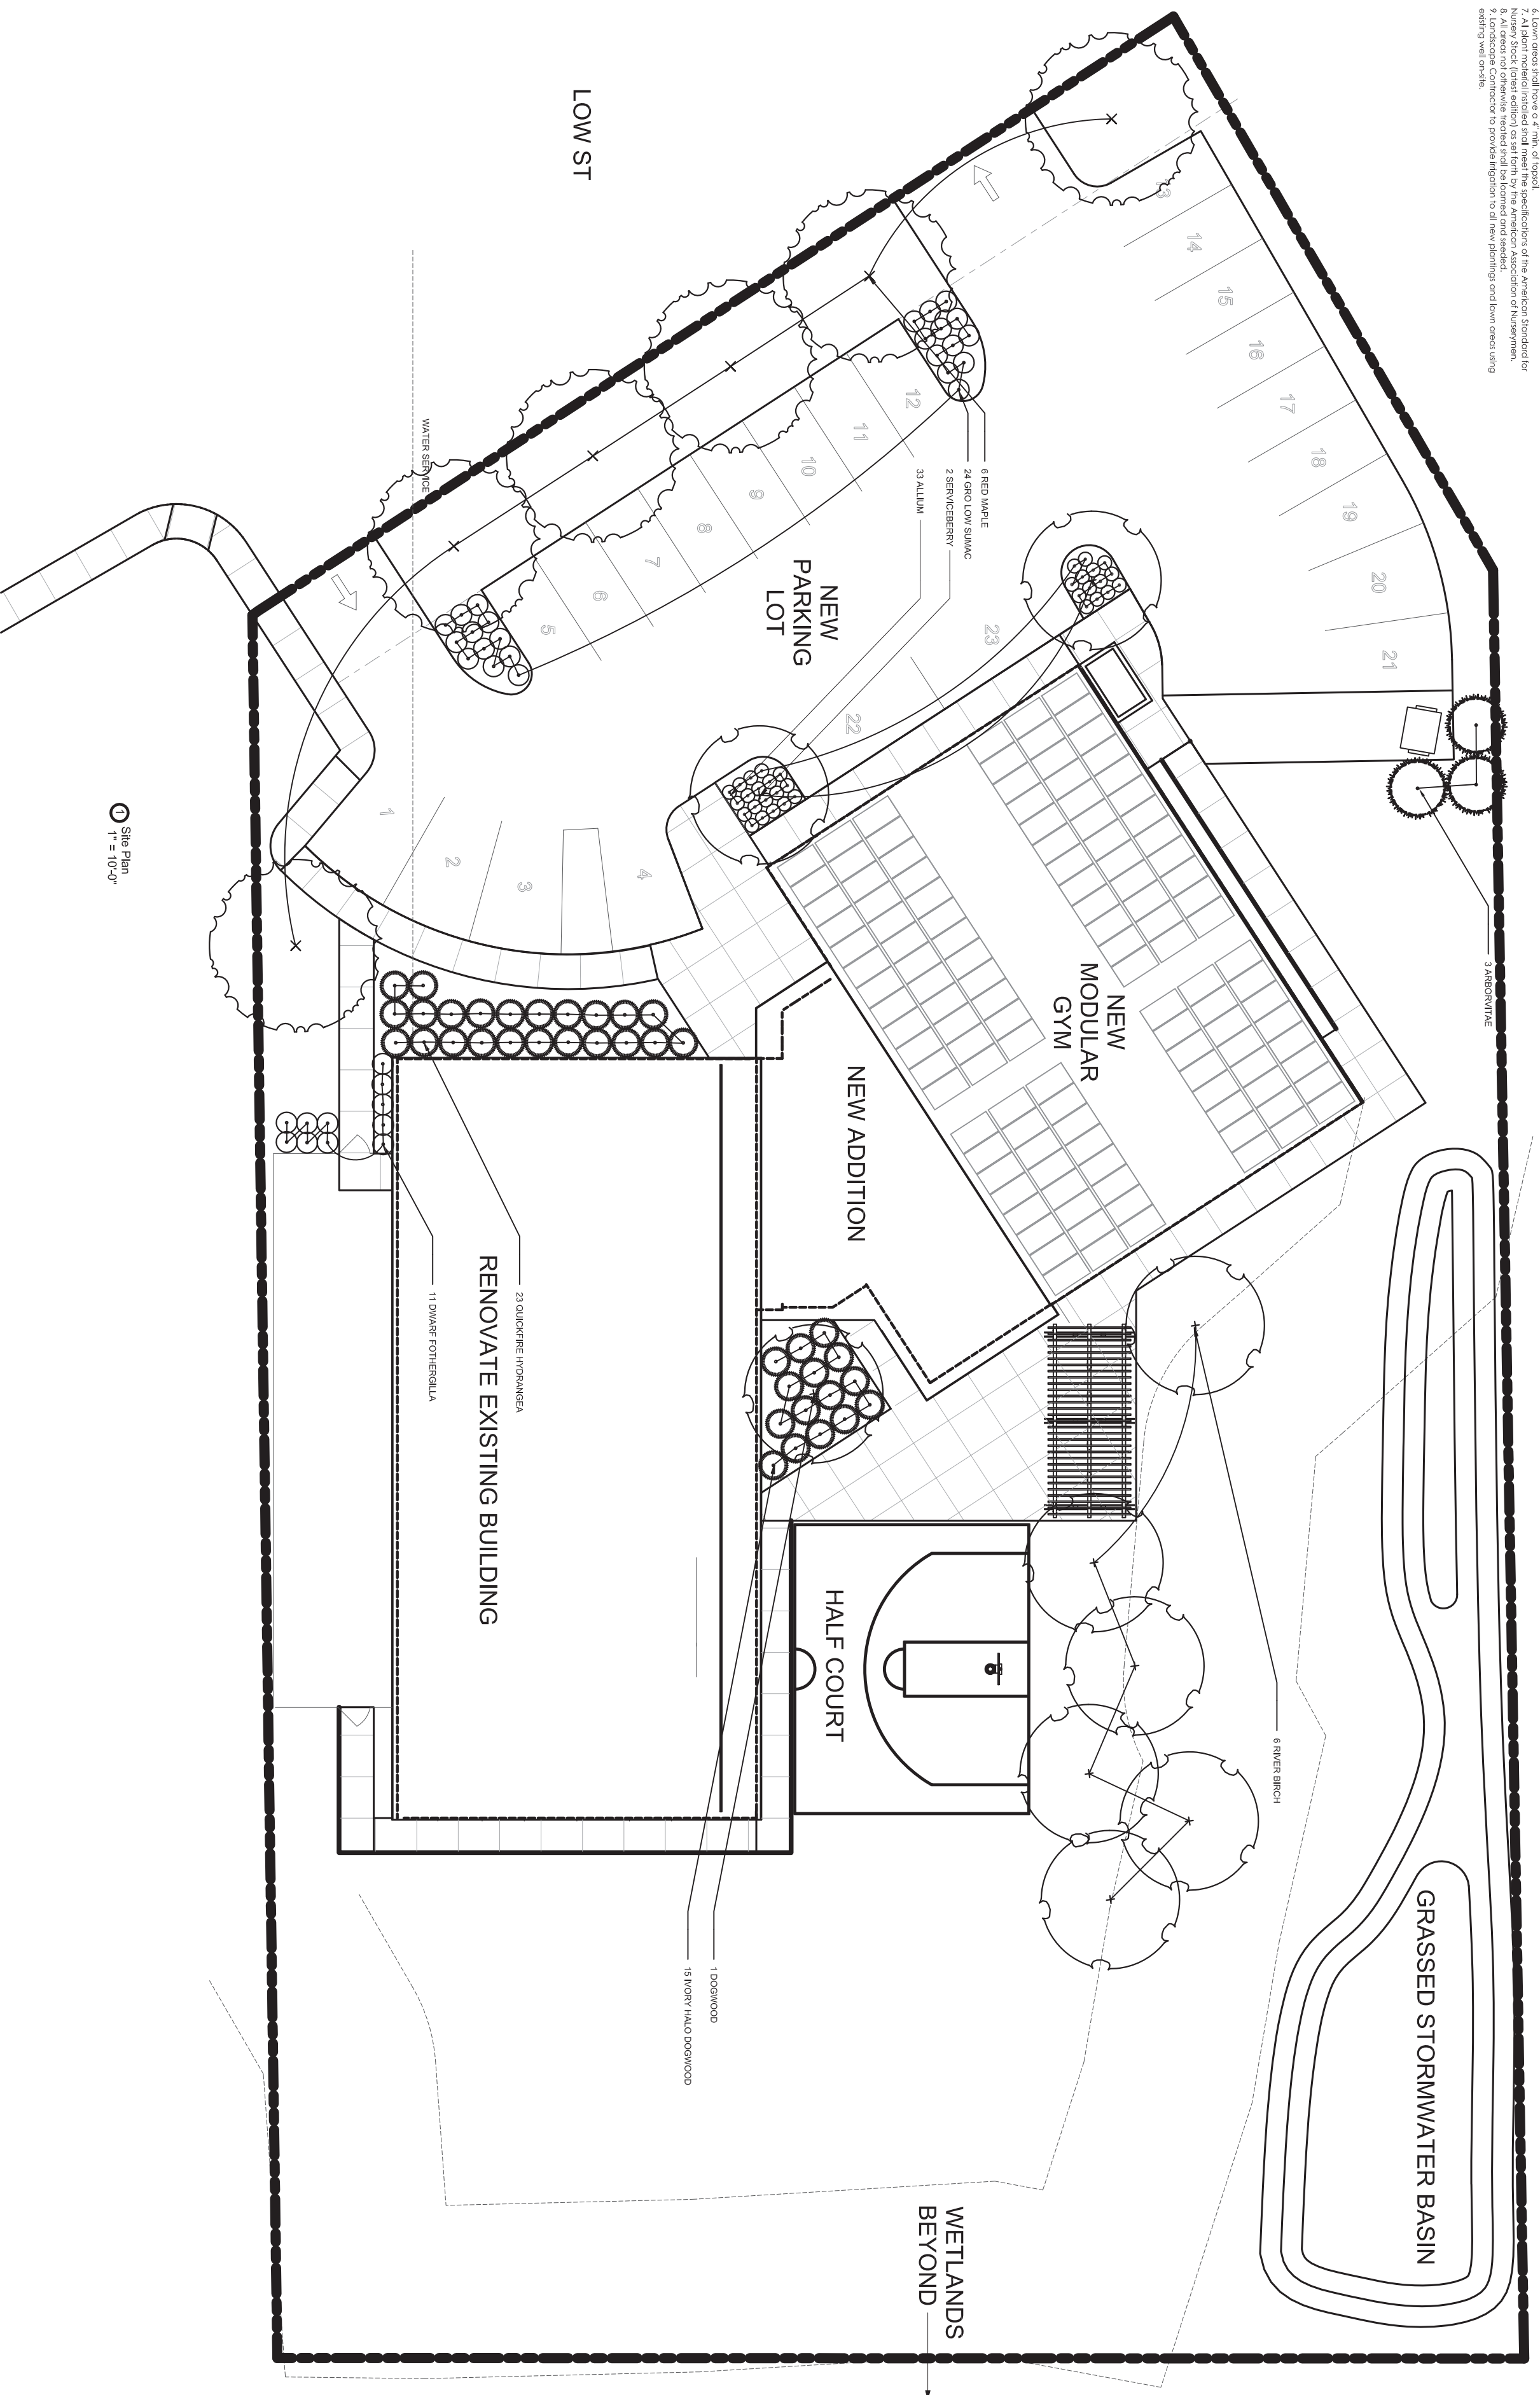 6. Lawn areas shall have a 4" min. of topsoil.
7. All plant material installed shall meet the specifications of the American Standard for
Nursery Stock (latest edition) as set forth by the American Association of Nurserymen.
8. All areas not otherwise treated shall be loamed and seeded.
9. Landscape Contractor to provide irrigation to all new plantings and lawn areas using
existing well on-site.
LOW ST
WATER SERVICE
13
14
15
16
17
18
19
20
21
12
11
10
9
8
7
6
5
23
22
1
2
3
4
6 RED MAPLE
24 GRO LOW SUMAC
2 SERVICEBERRY
33 ALLIUM
NEW
PARKING
LOT
3 ARBORVITAE
NEW
MODULAR
GYM
NEW ADDITION
1 Site Plan
1" = 10'-0"
23 QUICKFIRE HYDRANGEA
11 DWARF FOTHERGILLA
RENOVATE EXISTING BUILDING
HALF COURT
6 RIVER BIRCH
1 DOGWOOD
15 IVORY HALO DOGWOOD
GRASSED STORMWATER BASIN
WETLANDS
BEYOND